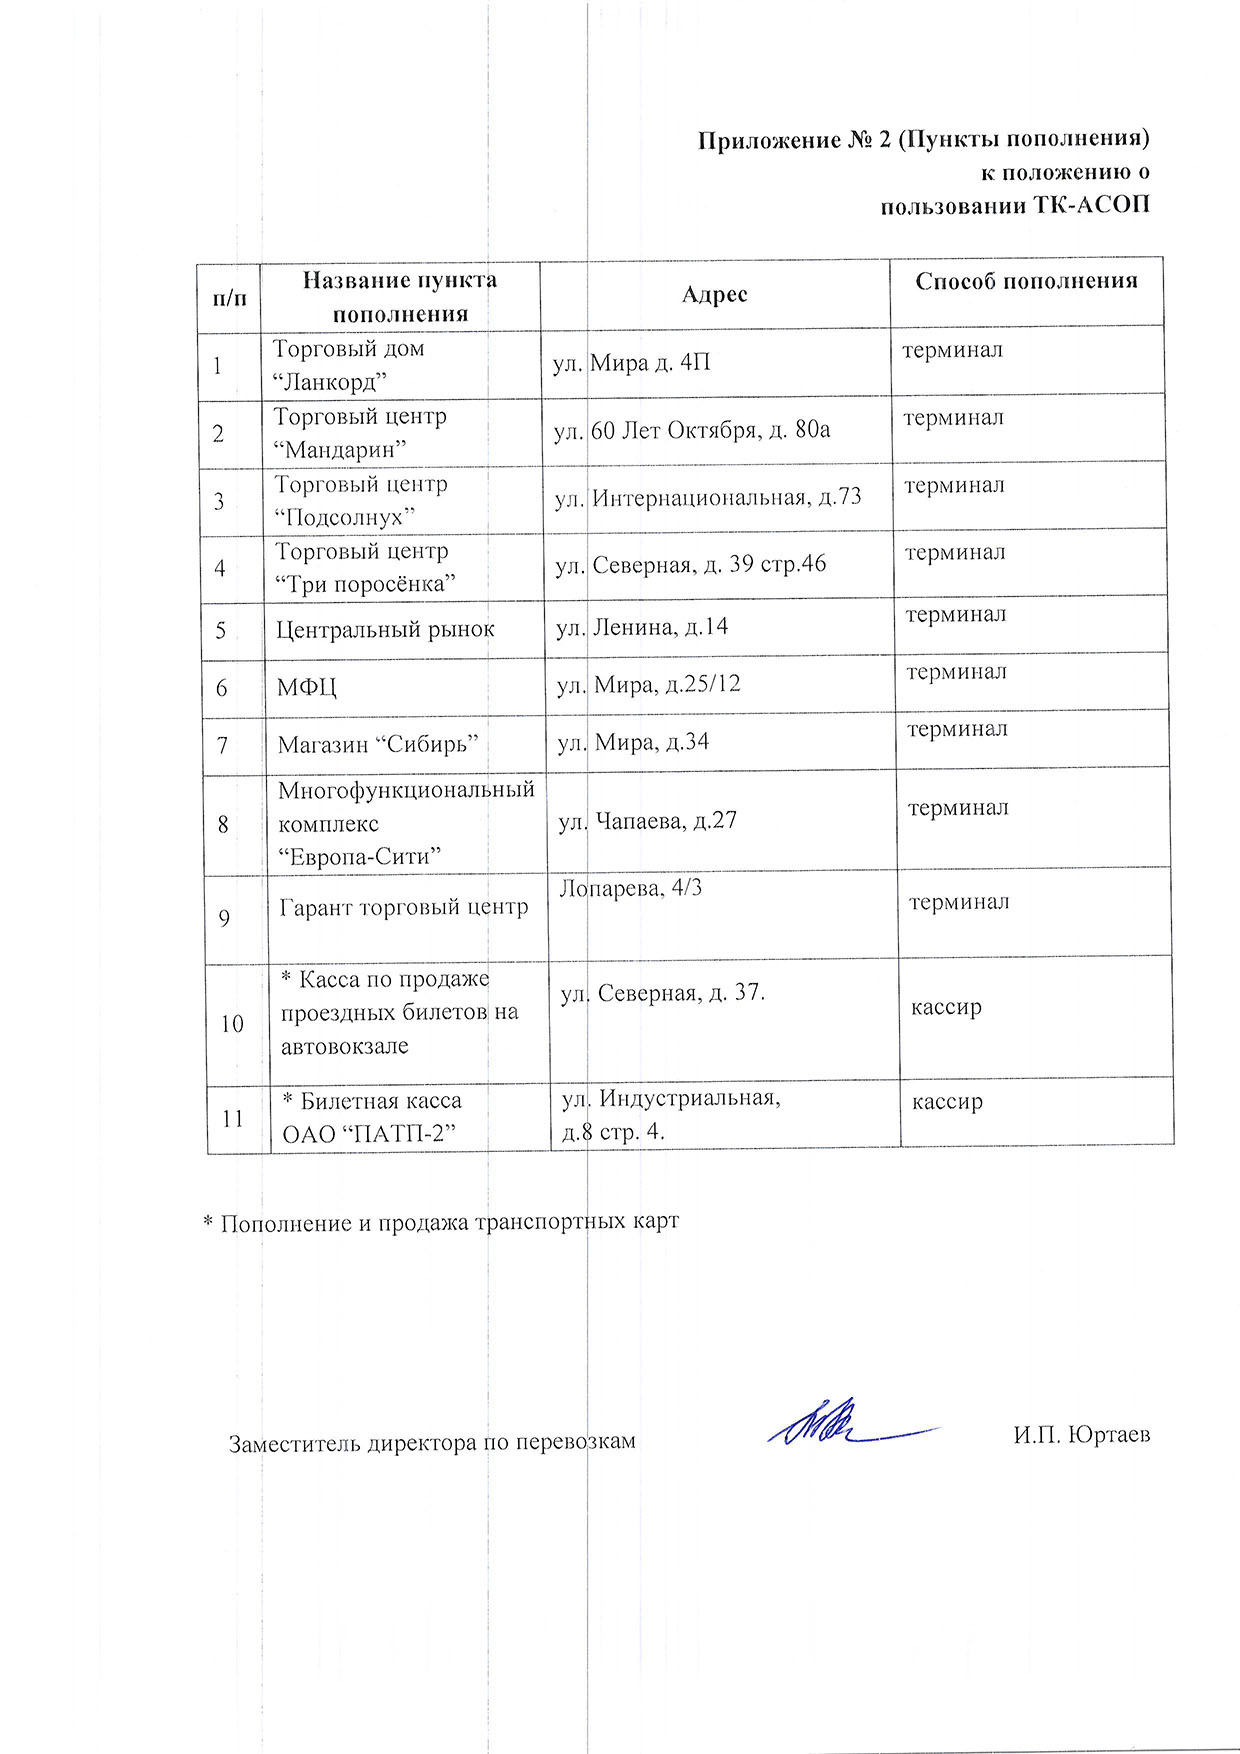 Приложение № 2 (Пункты пополнения)
к положению о
пользовании ТК-АСОП
п/п
Название пункта
пополнения
Адрес
Способ пополнения
1
Торговый дом
“Ланкорд”
ул. Мира д. 4П
терминал
2
Торговый центр
“Мандарин”
ул. 60 Лет Октября, д. 80а
терминал
3
Торговый центр
“Подсолнух”
ул. Интернациональная, д.73
терминал
4
Торговый центр
“Три поросёнка”
ул. Северная, д. 39 стр.46
терминал
5
Центральный рынок
ул. Ленина, д.14
терминал
6
МФЦ
ул. Мира, д.25/12
терминал
7
Магазин “Сибирь”
ул. Мира, д.34
терминал
8
Многофункциональный
комплекс
“Европа-Сити”
ул. Чапаева, д.27
терминал
9
Гарант торговый центр
Лопарева, 4/3
терминал
10
* Касса по продаже
проездных билетов на
автовокзале
ул. Северная, д. 37.
кассир
11
* Билетная касса
ОАО “ПАТП-2”
ул. Индустриальная,
д.8 стр. 4.
кассир
* Пополнение и продажа транспортных карт
Заместитель директора по перевозкам
И.П. Юртаев